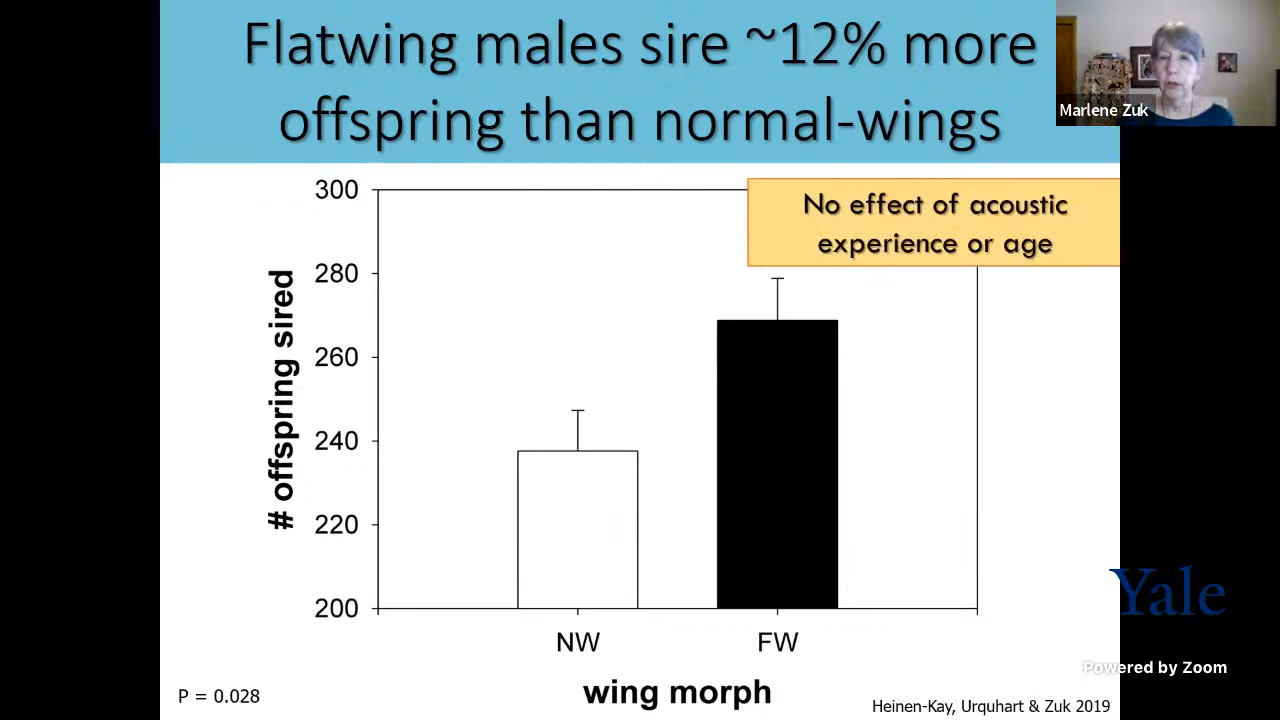 Flatwing males sire ~12% more
offspring than normal-wings
Marlene Zuk
No effect of acoustic
experience or age
# offspring sired
300
280
260
240
220
200
NW
FW
wing morph
P = 0.028
Heinen-Kay, Urquhart & Zuk 2019
Yale
Powered by Zoom